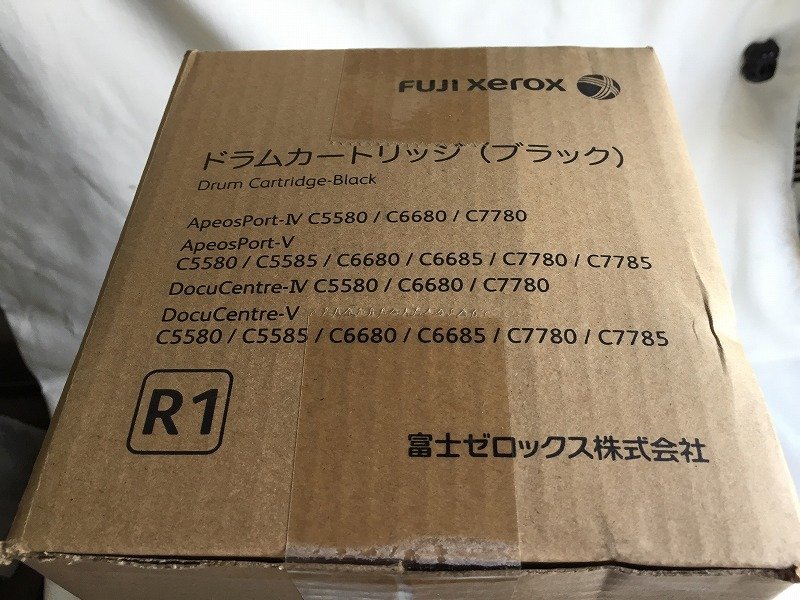 FUJI xerox
ドラムカートリッジ（ブラック）
Drum Cartridge-Black
ApeosPort-Ⅳ C5580 / C6680 / C7780
ApeosPort-V
C5580 / C5585 / C6680 / C6685 / C7780 / C7785
DocuCentre-Ⅳ C5580 / C6680 / C7780
DocuCentre-V
C5580 / C5585 / C6680 / C6685 / C7780 / C7785
R1
富士ゼロックス株式会社